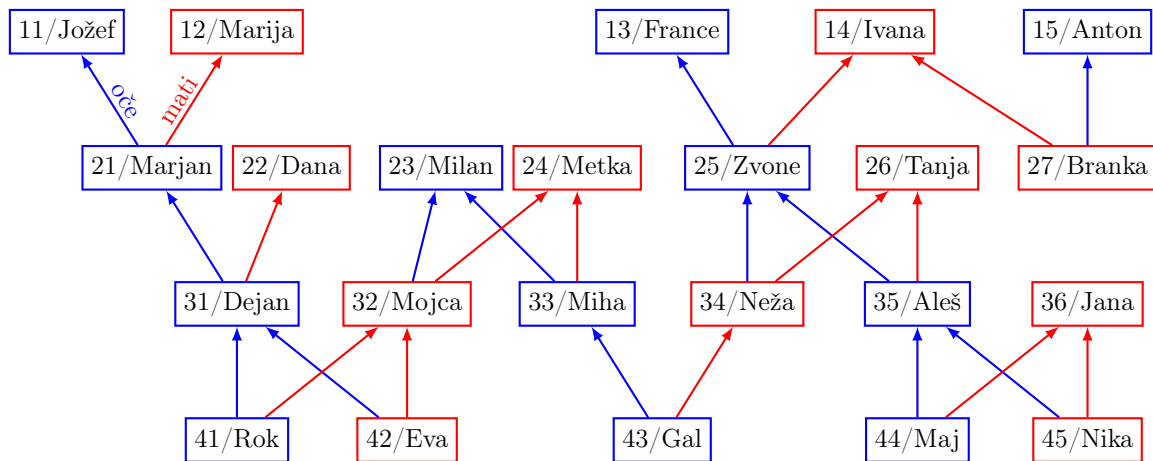 11/Jožef
12/Marija
13/France
14/Ivana
15/Anton
oče
mati
21/Marjan
22/Dana
23/Milan
24/Metka
25/Zvone
26/Tanja
27/Branka
31/Dejan
32/Mojca
33/Miha
34/Neža
35/Aleš
36/Jana
41/Rok
42/Eva
43/Gal
44/Maj
45/Nika